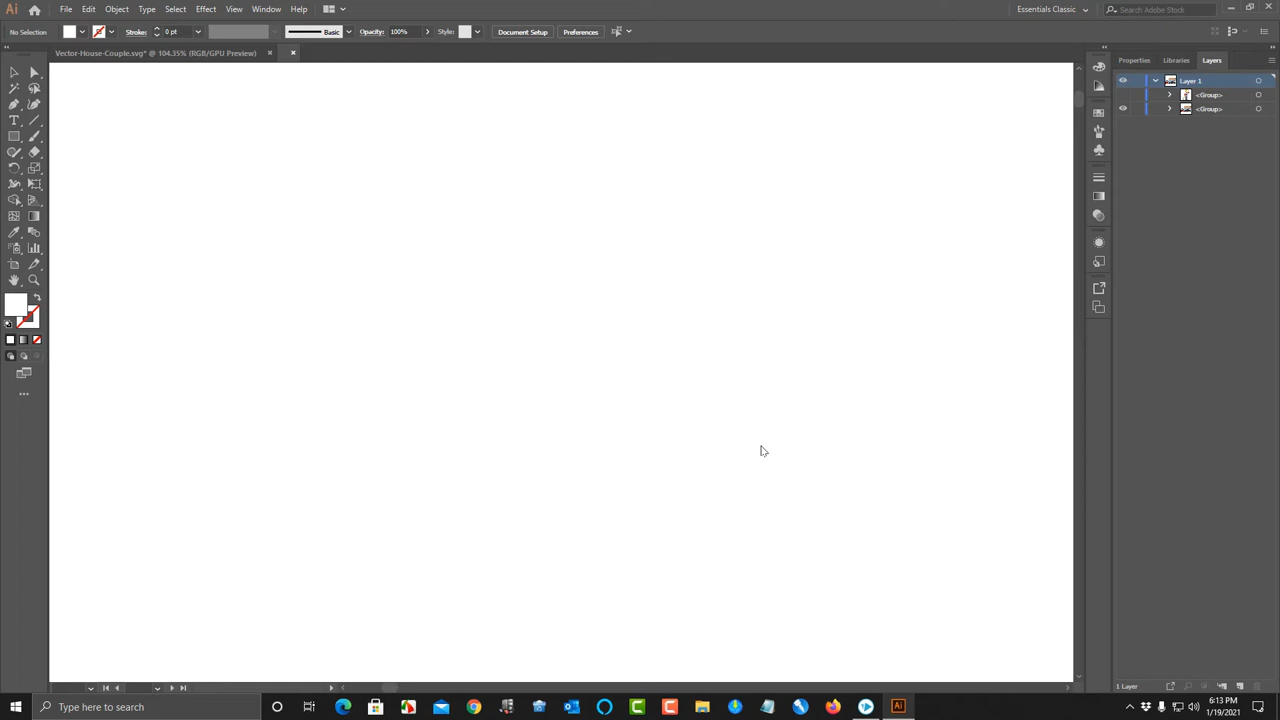 Ai File Edit Object Type Select Effect View Window Help Essentials Classic Search Adobe Stock
No Selection Stroke: 0 pt Basic Opacity: 100% Style: Document Setup Preferences
Vector-House-Couple.svg* @ 104.35% (RGB/GPU Preview)
Properties Libraries Layers
Layer 1
<Group>
<Group>
1 Layer
Type here to search
Ai
6:13 PM
1/19/2021